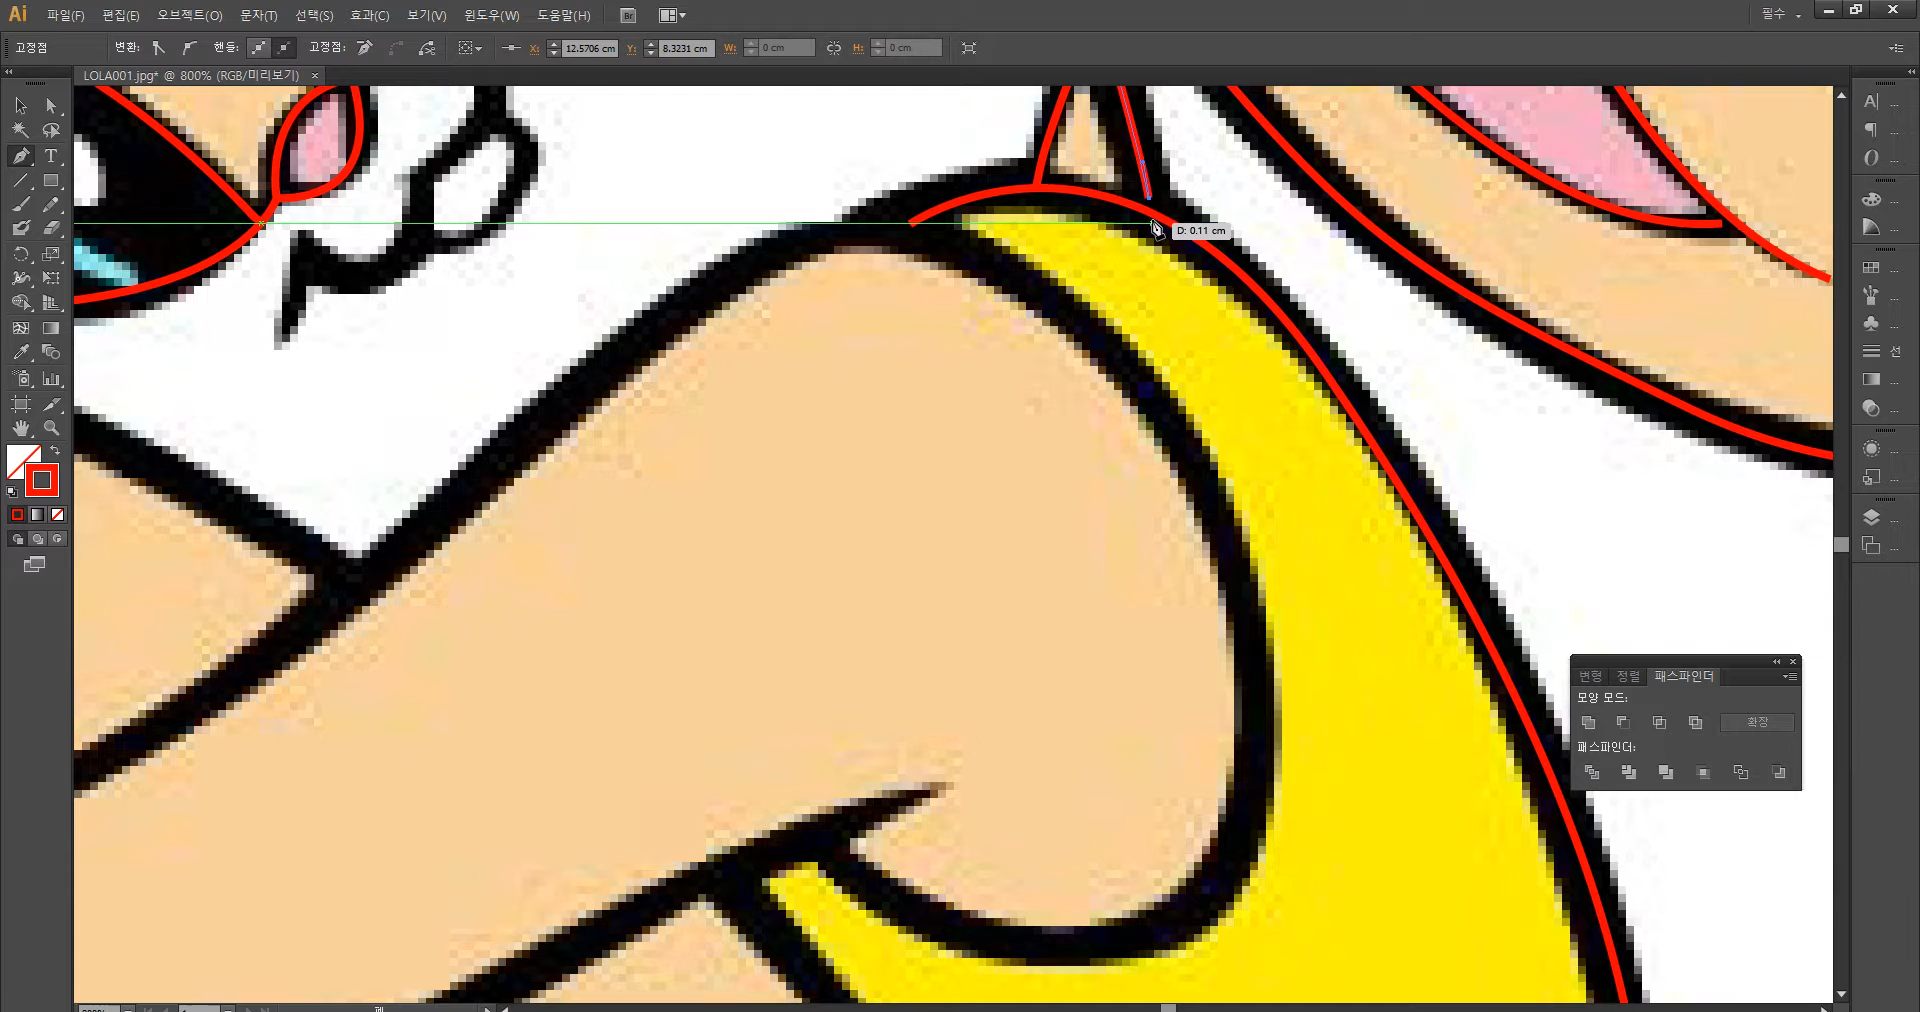 Ai 파일(F) 편집(E) 오브젝트(O) 문자(T) 선택(S) 효과(C) 보기(V) 윈도우(W) 도움말(H) Br 필수
고정점 변환: 핸들: 고정점: X: 12.5706 cm Y: 8.3231 cm W: 0 cm H: 0 cm
LOLA001.jpg* @ 800% (RGB/미리보기) ×
D: 0.11 cm
선
변형 정렬 패스파인더
모양 모드:
확장
패스파인더:
펜